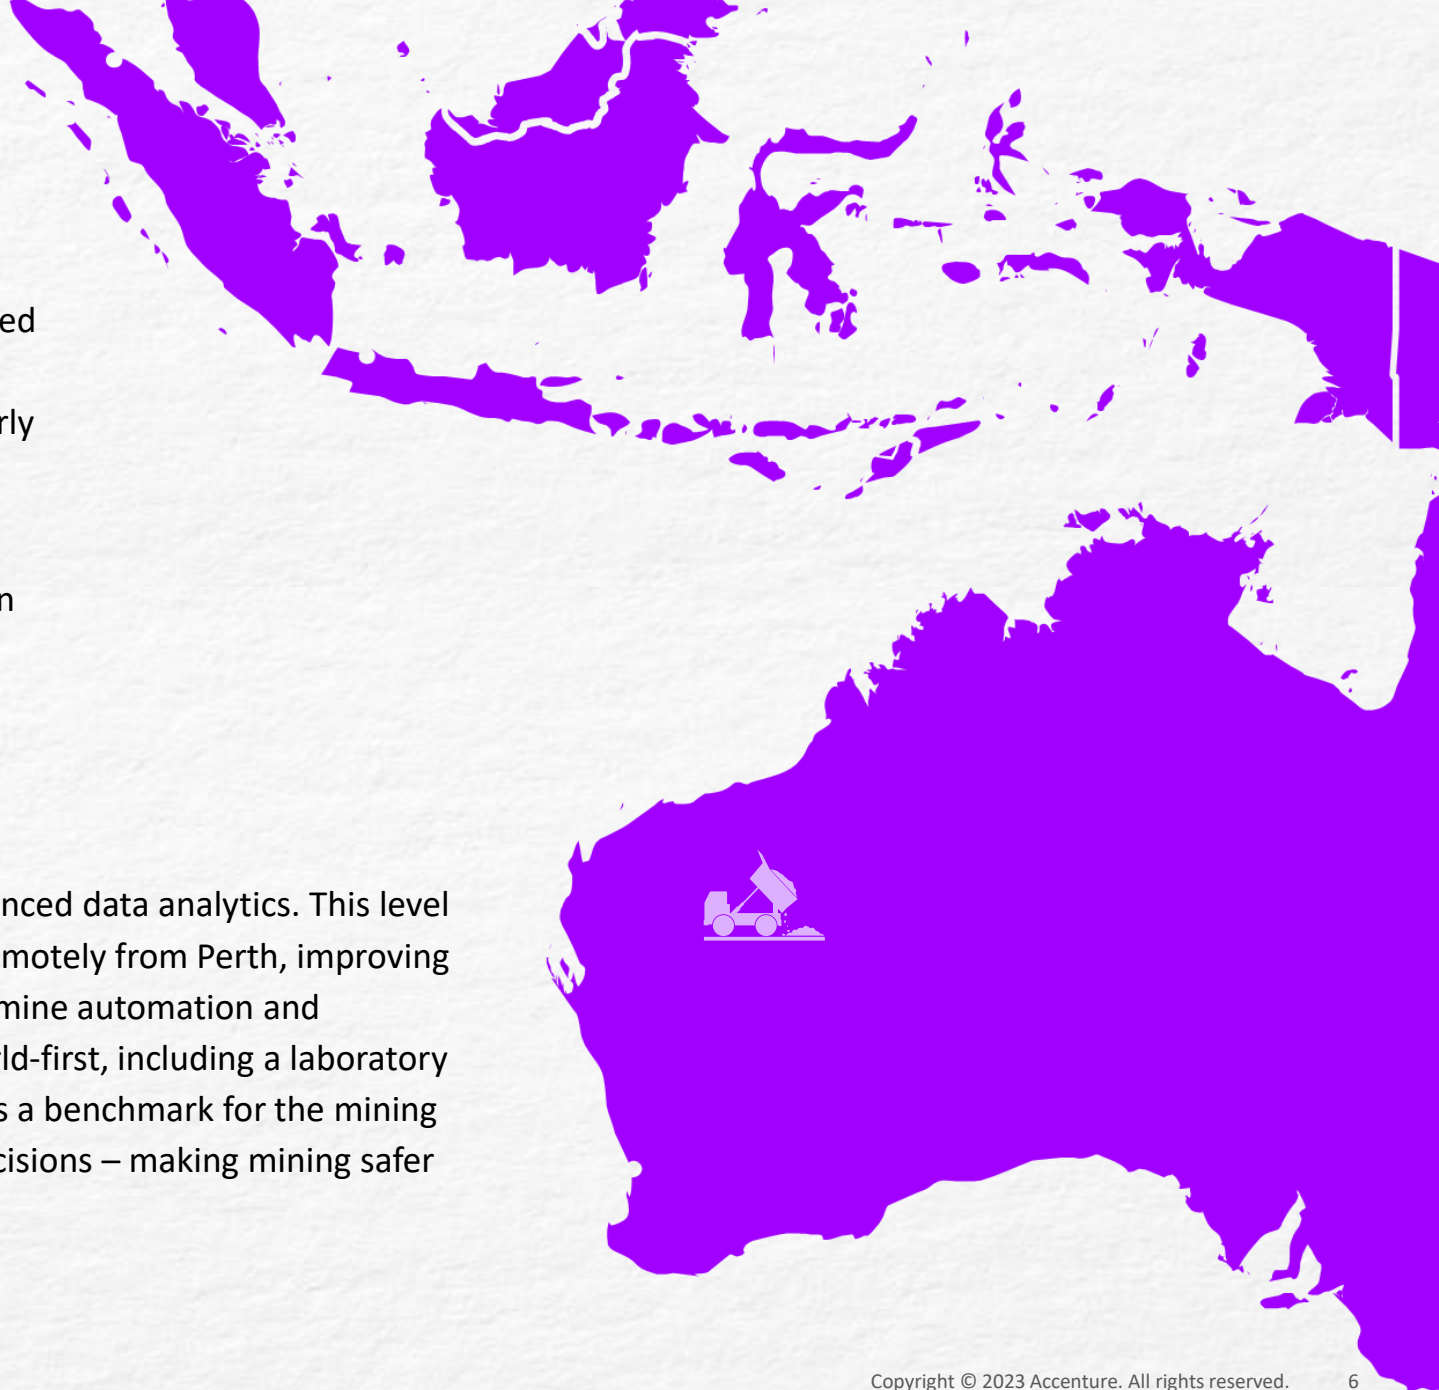 ed
rly
n
nced data analytics. This level
motely from Perth, improving
mine automation and
ld-first, including a laboratory
s a benchmark for the mining
cisions – making mining safer
Copyright © 2023 Accenture. All rights reserved. 6